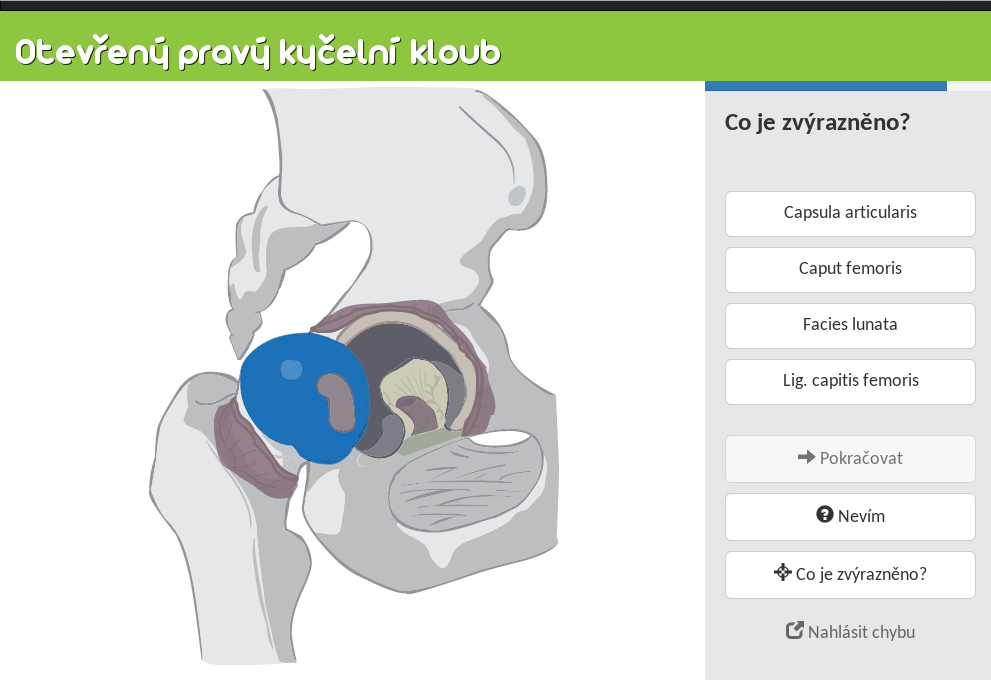 Otevřený pravý kyčelní kloub
Co je zvýrazněno?
Capsula articularis
Caput femoris
Facies lunata
Lig. capitis femoris
Pokračovat
Nevím
Co je zvýrazněno?
Nahlásit chybu